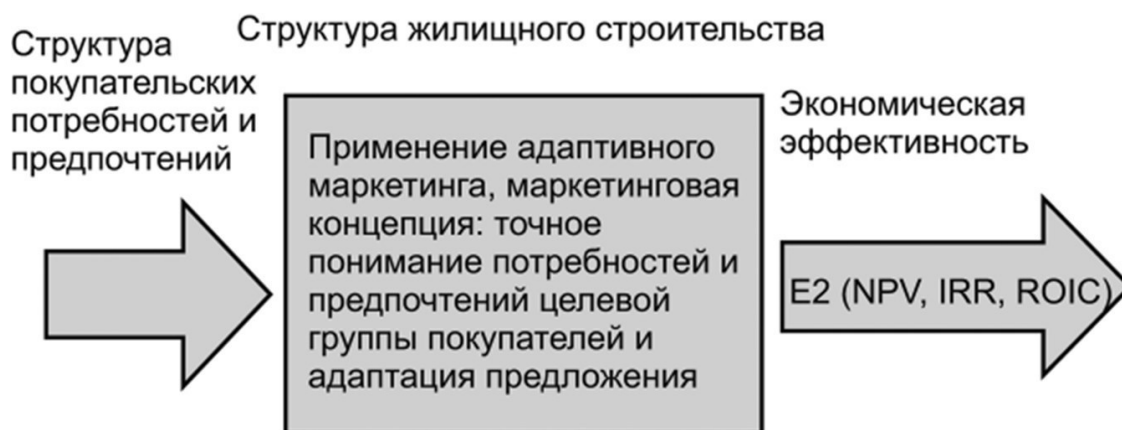 Структура
покупательских
потребностей и
предпочтений
Структура жилищного строительства
Применение адаптивного
маркетинга, маркетинговая
концепция: точное
понимание потребностей и
предпочтений целевой
группы покупателей и
адаптация предложения
Экономическая
эффективность
E2 (NPV, IRR, ROIC)